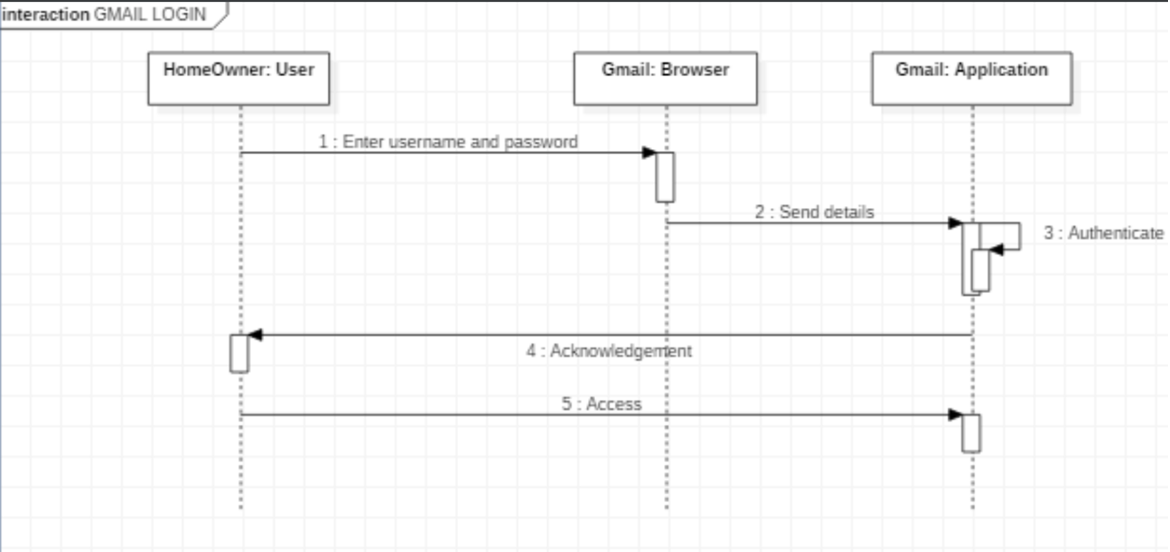 interaction GMAIL LOGIN
HomeOwner: User
Gmail: Browser
Gmail: Application
1 : Enter username and password
2 : Send details
3 : Authenticate
4 : Acknowledgement
5 : Access